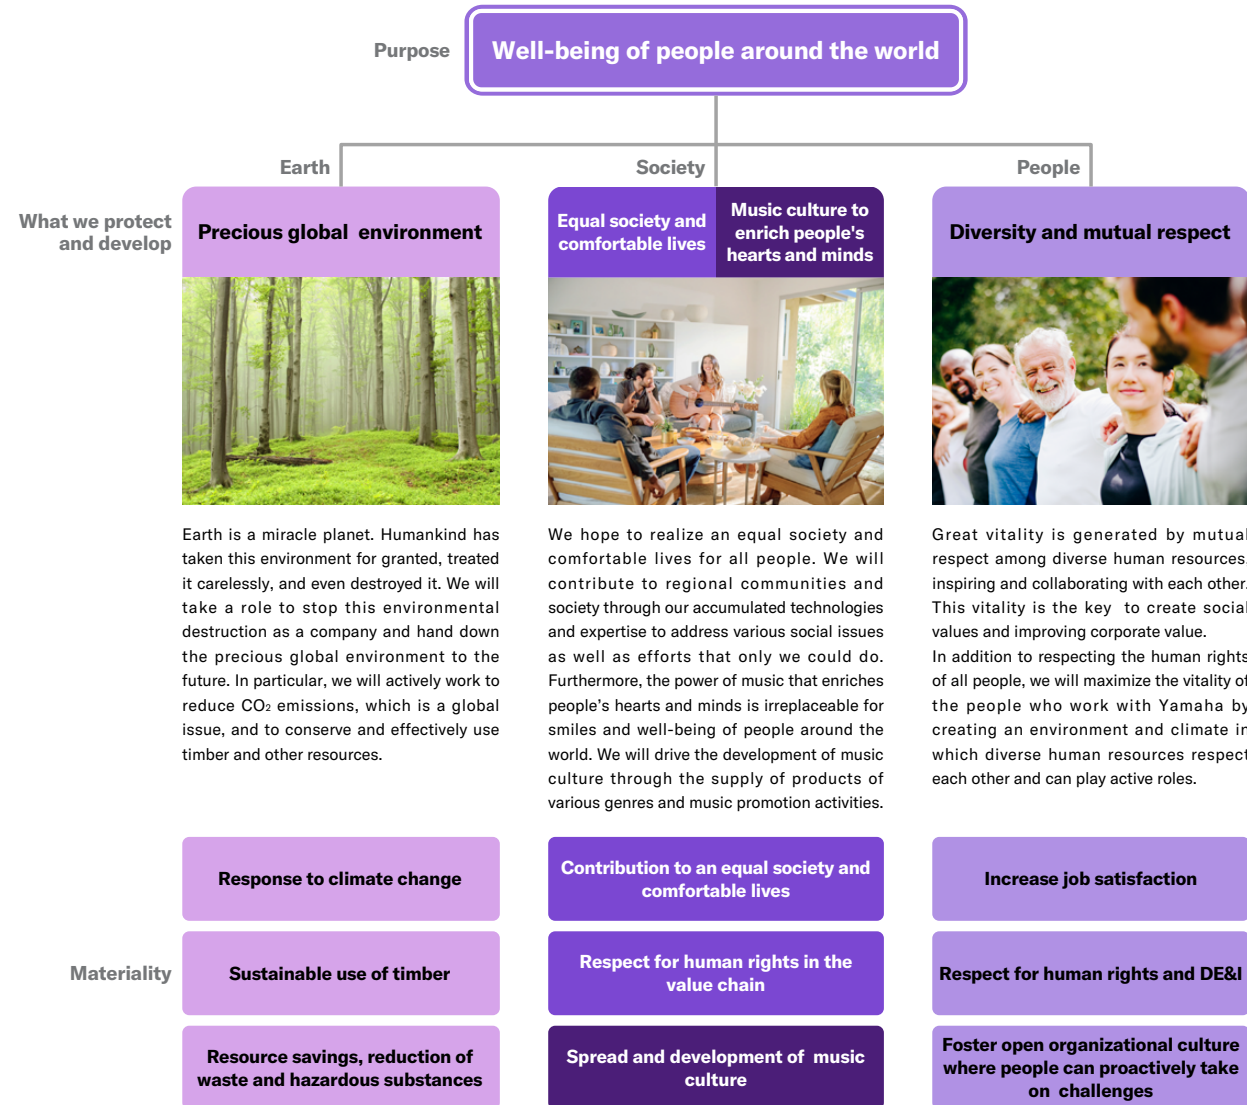 Purpose
Well-being of people around the world
Earth
Society
People
What we protect
and develop
Precious global environment
Equal society and
comfortable lives
Music culture to
enrich people's
hearts and minds
Diversity and mutual respect
Earth is a miracle planet. Humankind has
taken this environment for granted, treated
it carelessly, and even destroyed it. We will
take a role to stop this environmental
destruction as a company and hand down
the precious global environment to the
future. In particular, we will actively work to
reduce CO₂ emissions, which is a global
issue, and to conserve and effectively use
timber and other resources.
We hope to realize an equal society and
comfortable lives for all people. We will
contribute to regional communities and
society through our accumulated technologies
and expertise to address various social issues
as well as efforts that only we could do.
Furthermore, the power of music that enriches
people’s hearts and minds is irreplaceable for
smiles and well-being of people around the
world. We will drive the development of music
culture through the supply of products of
various genres and music promotion activities.
Great vitality is generated by mutual
respect among diverse human resources,
inspiring and collaborating with each other.
This vitality is the key to create social
values and improving corporate value.
In addition to respecting the human rights
of all people, we will maximize the vitality of
the people who work with Yamaha by
creating an environment and climate in
which diverse human resources respect
each other and can play active roles.
Materiality
Response to climate change
Sustainable use of timber
Resource savings, reduction of
waste and hazardous substances
Contribution to an equal society and
comfortable lives
Respect for human rights in the
value chain
Spread and development of music
culture
Increase job satisfaction
Respect for human rights and DE&I
Foster open organizational culture
where people can proactively take
on challenges